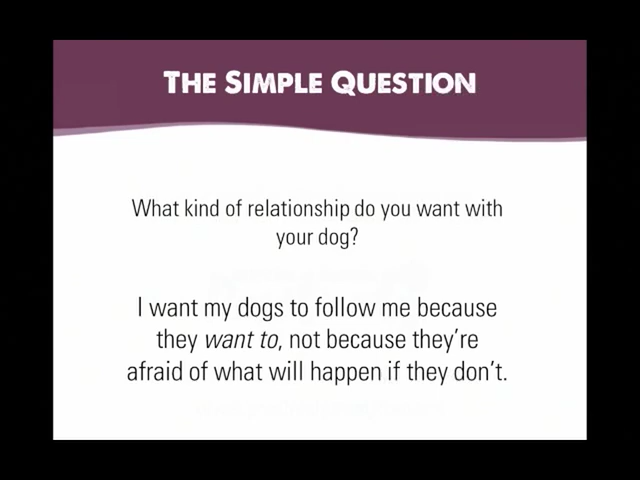 THE SIMPLE QUESTION
What kind of relationship do you want with
your dog?
I want my dogs to follow me because
they want to, not because they're
afraid of what will happen if they don't.